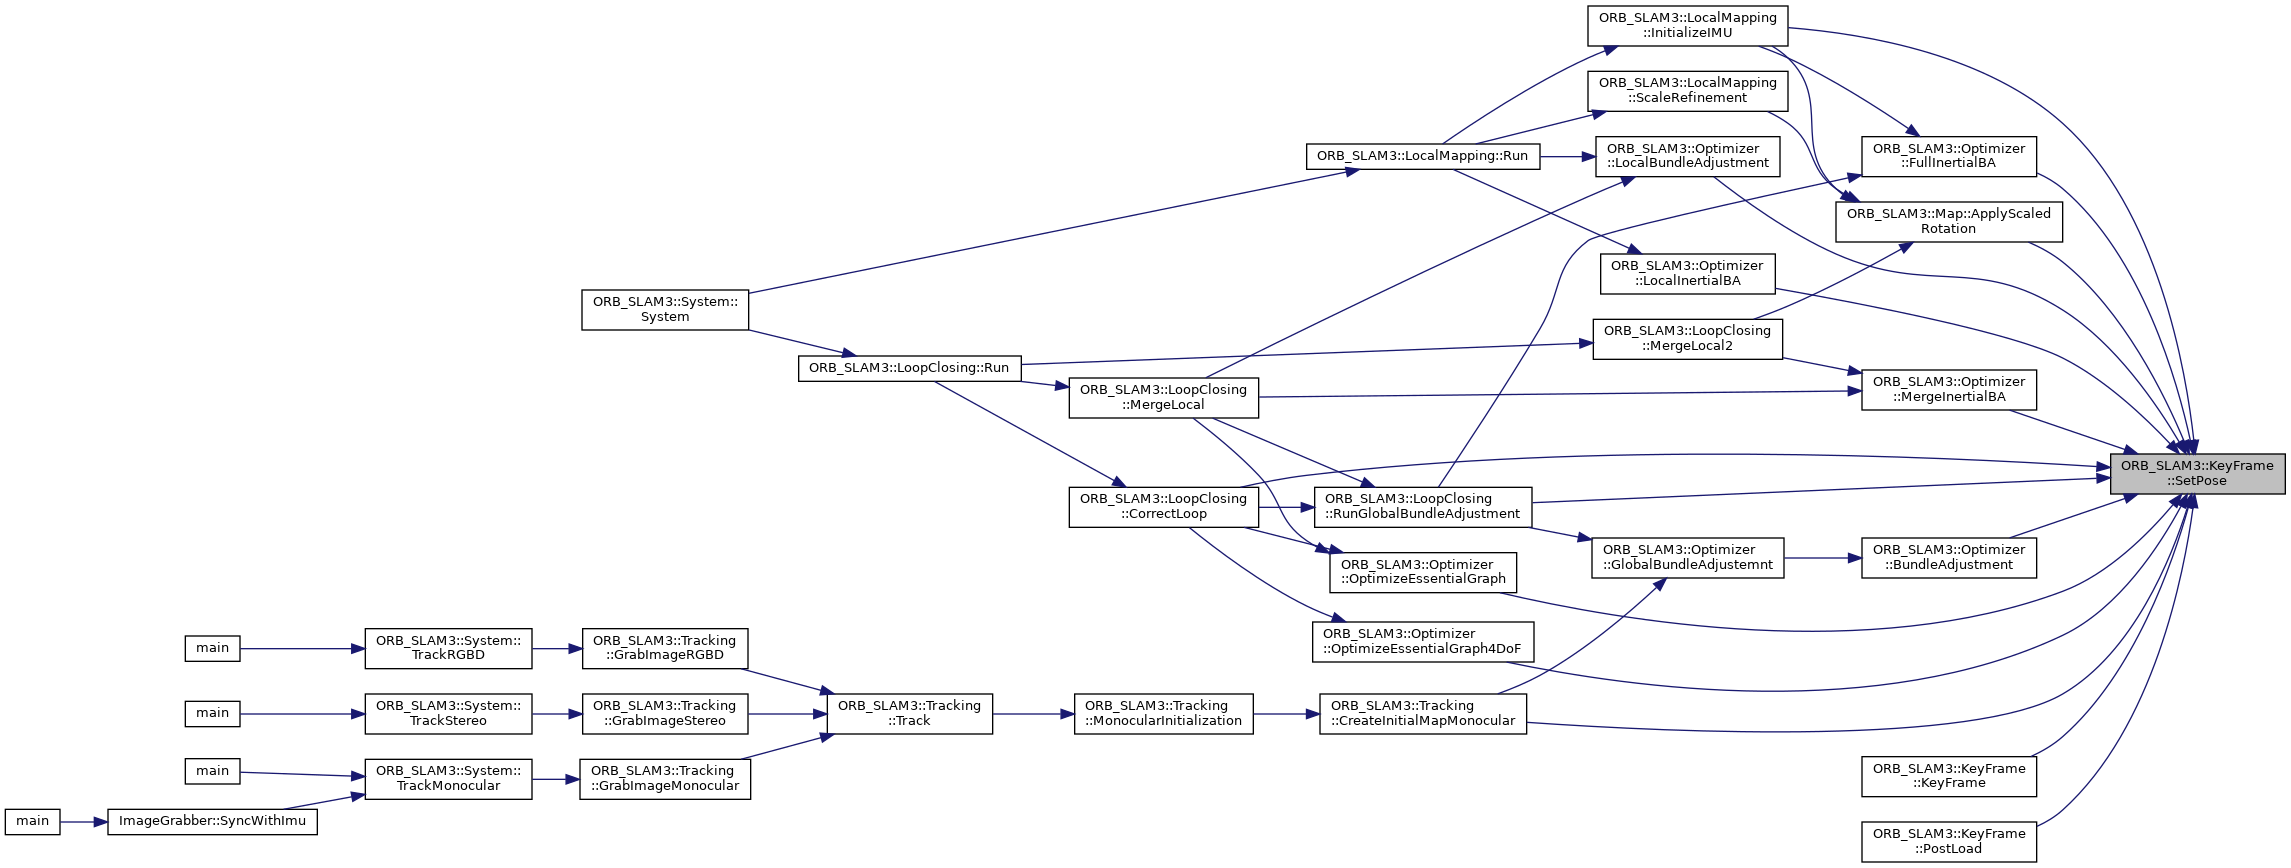 ORB_SLAM3::LocalMapping
::InitializeIMU
ORB_SLAM3::LocalMapping
::ScaleRefinement
ORB_SLAM3::LocalMapping::Run
ORB_SLAM3::Optimizer
::LocalBundleAdjustment
ORB_SLAM3::Optimizer
::FullInertialBA
ORB_SLAM3::Map::ApplyScaled
Rotation
ORB_SLAM3::Optimizer
::LocalInertialBA
ORB_SLAM3::System::
System
ORB_SLAM3::LoopClosing
::MergeLocal2
ORB_SLAM3::LoopClosing::Run
ORB_SLAM3::LoopClosing
::MergeLocal
ORB_SLAM3::Optimizer
::MergeInertialBA
ORB_SLAM3::KeyFrame
::SetPose
ORB_SLAM3::LoopClosing
::CorrectLoop
ORB_SLAM3::LoopClosing
::RunGlobalBundleAdjustment
ORB_SLAM3::Optimizer
::GlobalBundleAdjustemnt
ORB_SLAM3::Optimizer
::BundleAdjustment
ORB_SLAM3::Optimizer
::OptimizeEssentialGraph
ORB_SLAM3::Optimizer
::OptimizeEssentialGraph4DoF
main
ORB_SLAM3::System::
TrackRGBD
ORB_SLAM3::Tracking
::GrabImageRGBD
main
ORB_SLAM3::System::
TrackStereo
ORB_SLAM3::Tracking
::GrabImageStereo
ORB_SLAM3::Tracking
::Track
ORB_SLAM3::Tracking
::MonocularInitialization
ORB_SLAM3::Tracking
::CreateInitialMapMonocular
main
ORB_SLAM3::System::
TrackMonocular
ORB_SLAM3::Tracking
::GrabImageMonocular
ORB_SLAM3::KeyFrame
::KeyFrame
main
ImageGrabber::SyncWithImu
ORB_SLAM3::KeyFrame
::PostLoad